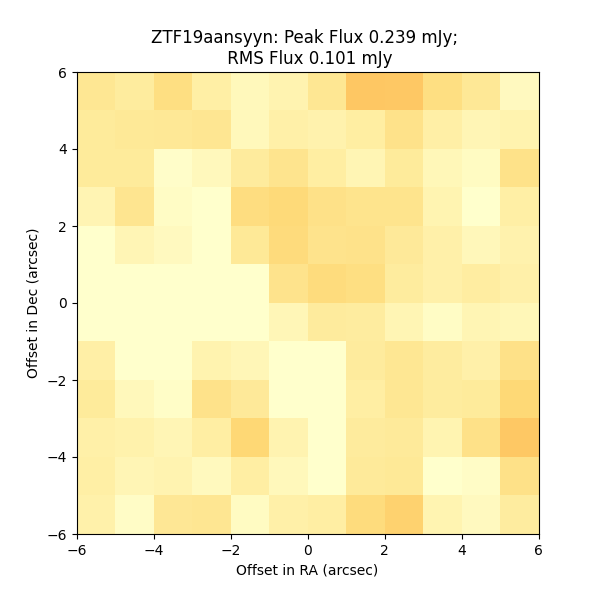 ZTF19aansyyn: Peak Flux 0.239 mJy;
RMS Flux 0.101 mJy
6
4
2
0
−2
−4
−6
Offset in Dec (arcsec)
−6 −4 −2 0 2 4 6
Offset in RA (arcsec)